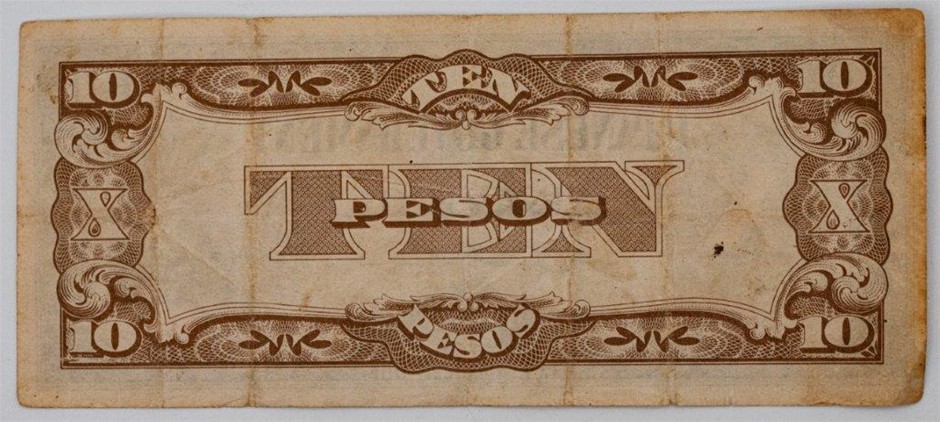 10 TEN 10
X X
TEN
PESOS
10 PESOS 10